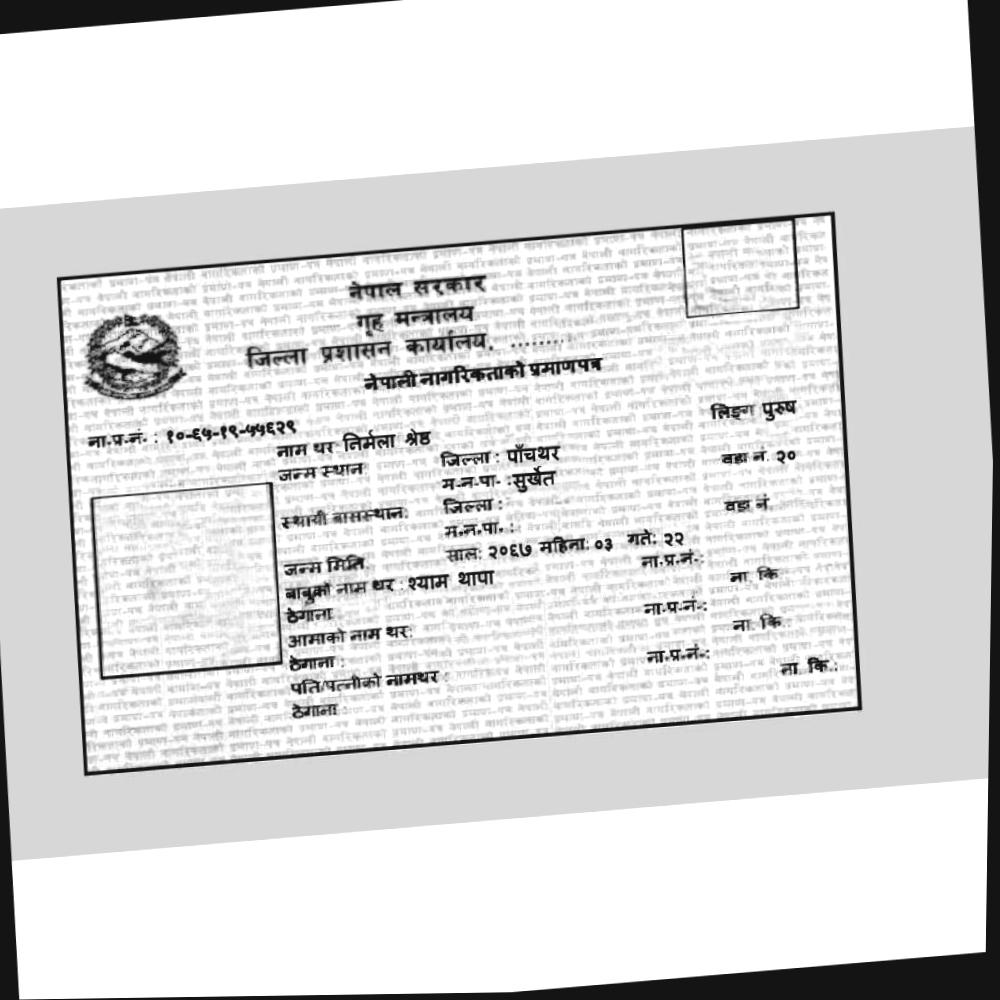 नेपाल सरकार
गृह मन्त्रालय
जिल्ला प्रशासन कार्यालय. ........
नेपाली नागरिकताको प्रमाणपत्र
ना.प्र.नं. : १०-६५-१९-५५६२९
लिङ्ग पुरुष
नाम थर निर्मला श्रेष्ठ
जन्म स्थान: जिल्ला : पाँचथर वडा नं. २०
म.न.पा. :सुर्खेत
स्थायी बासस्थान: जिल्ला : वडा नं.
म.न.पा. :
जन्म मिति: साल: २०६७ महिना: ०३ गते: २२
बाबुको नाम थर : श्याम थापा ना.प्र.नं.:
ठेगाना ना. कि
आमाको नाम थर: ना.प्र.नं.:
ठेगाना : ना. कि.:
पति/पत्नीको नामथर : ना.प्र.नं.:
ठेगाना : ना. कि.: